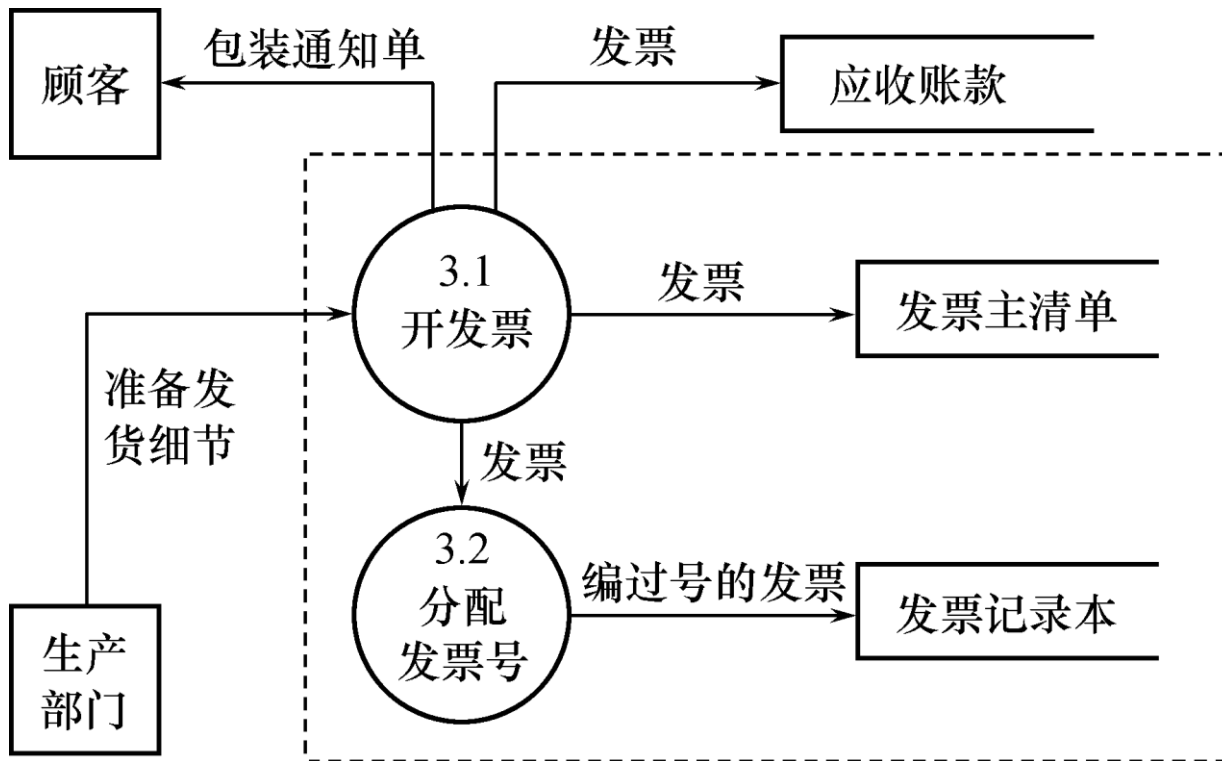 顾客
包装通知单
发票
应收账款
3.1
开发票
发票
发票主清单
准备发
货细节
发票
3.2
分配
发票号
编过号的发票
发票记录本
生产
部门